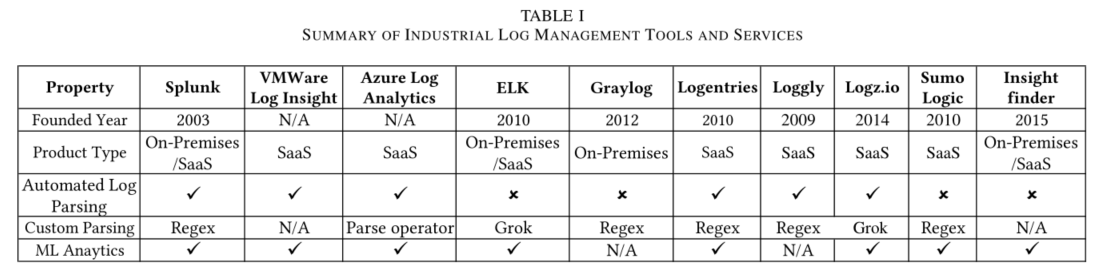 TABLE I
SUMMARY OF INDUSTRIAL LOG MANAGEMENT TOOLS AND SERVICES
Property Splunk VMWare Log Insight Azure Log Analytics ELK Graylog Logentries Loggly Logz.io Sumo Logic Insight finder
Founded Year 2003 N/A N/A 2010 2012 2010 2009 2014 2010 2015
Product Type On-Premises /SaaS SaaS SaaS On-Premises /SaaS On-Premises SaaS SaaS SaaS SaaS On-Premises /SaaS
Automated Log Parsing ✓ ✓ ✓ ✗ ✗ ✓ ✓ ✓ ✗ ✗
Custom Parsing Regex N/A Parse operator Grok Regex Regex Regex Grok Regex N/A
ML Anaytics ✓ ✓ ✓ ✓ N/A ✓ N/A ✓ ✓ ✓